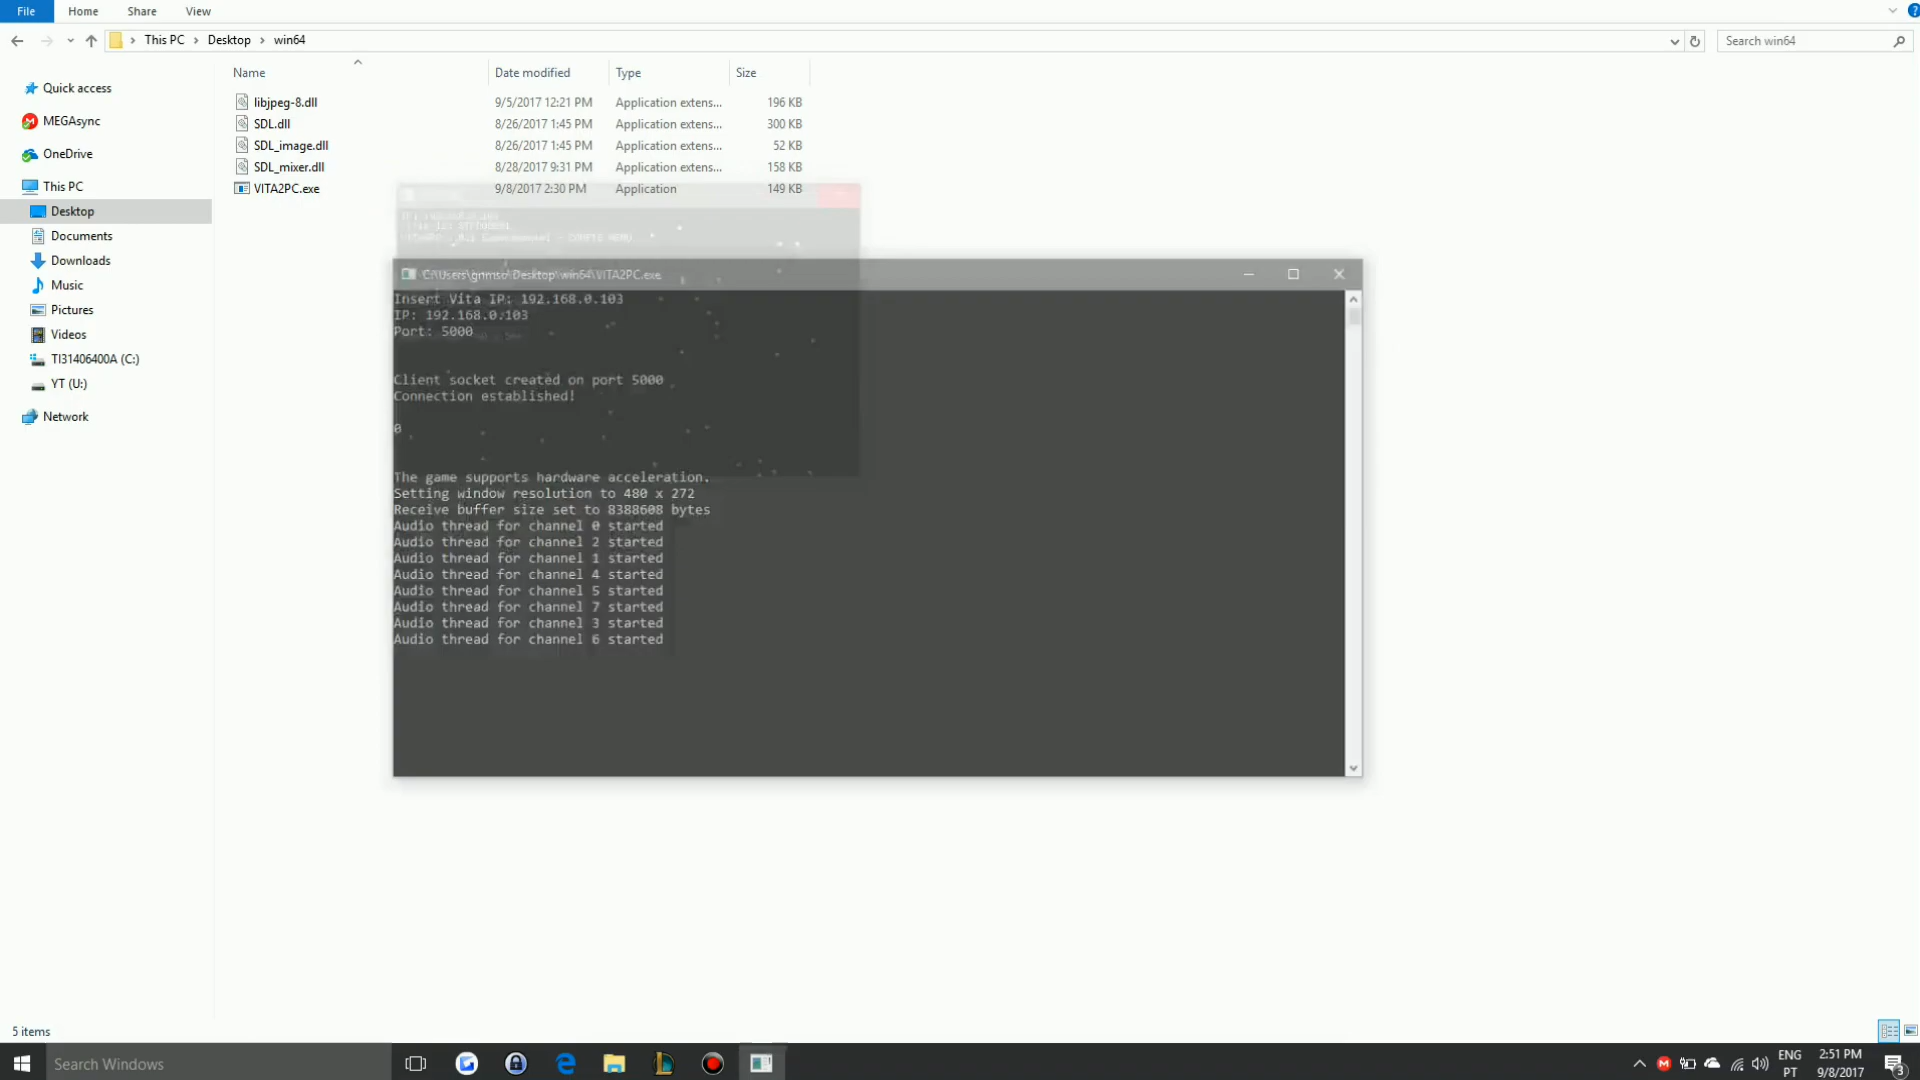 File Home Share View
This PC Desktop win64
Search win64
Name Date modified Type Size
libjpeg-8.dll 9/5/2017 12:21 PM Application extens... 196 KB
SDL.dll 8/26/2017 1:45 PM Application extens... 300 KB
SDL_image.dll 8/26/2017 1:45 PM Application extens... 52 KB
SDL_mixer.dll 8/28/2017 9:31 PM Application extens... 158 KB
VITA2PC.exe 9/8/2017 2:30 PM Application 149 KB
Quick access
MEGAsync
OneDrive
This PC
Desktop
Documents
Downloads
Music
Pictures
Videos
TI31406400A (C:)
YT (U:)
Network
C:\Users\gnmso\Desktop\win64\VITA2PC.exe
Insert Vita IP: 192.168.0.103
IP: 192.168.0.103
Port: 5000
Client socket created on port 5000
Connection established!
0
The game supports hardware acceleration.
Setting window resolution to 480 x 272
Receive buffer size set to 8388608 bytes
Audio thread for channel 0 started
Audio thread for channel 2 started
Audio thread for channel 1 started
Audio thread for channel 4 started
Audio thread for channel 5 started
Audio thread for channel 7 started
Audio thread for channel 3 started
Audio thread for channel 6 started
5 items
Search Windows
ENG
PT
2:51 PM
9/8/2017
3